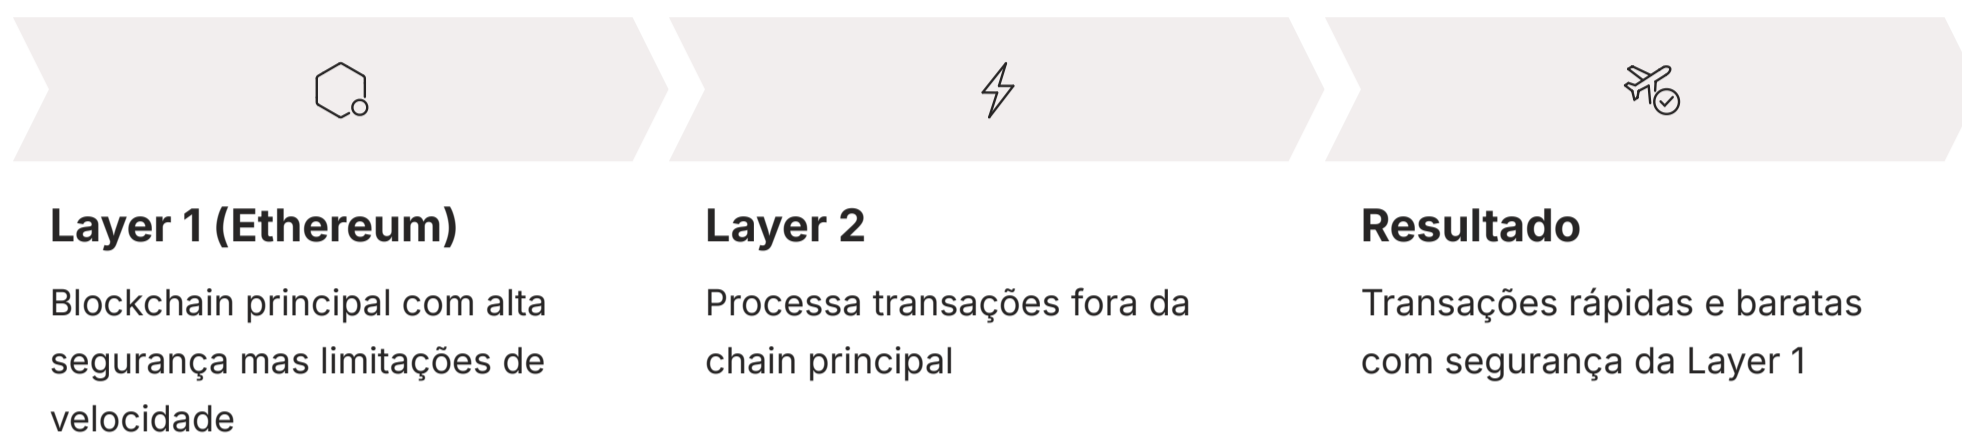 Layer 1 (Ethereum)
Blockchain principal com alta
segurança mas limitações de
velocidade
Layer 2
Processa transações fora da
chain principal
Resultado
Transações rápidas e baratas
com segurança da Layer 1